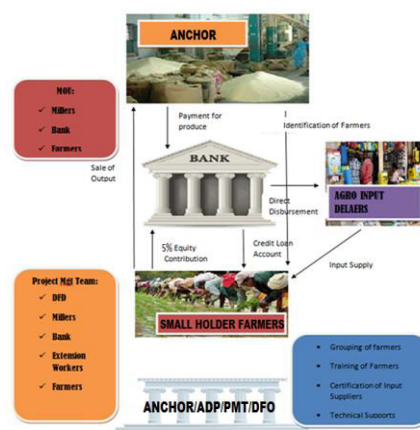 ANCHOR
MOU:
✓ Millers
✓ Bank
✓ Farmers
Payment for
produce
I
Identification of Farmers
Sale of
Output
BANK
Direct
Disbursement
AGRO INPUT
DELAERS
5% Equity
Contribution
Credit Loan
Account
Input Supply
SMALL HOLDER FARMERS
Project Mgt Team:
✓ DFD
✓ Millers
✓ Bank
✓ Extension
Workers
✓ Farmers
• Grouping of farmers
• Training of Farmers
• Certification of Input
Suppliers
• Technical Supports
ANCHOR/ADP/PMT/DFO